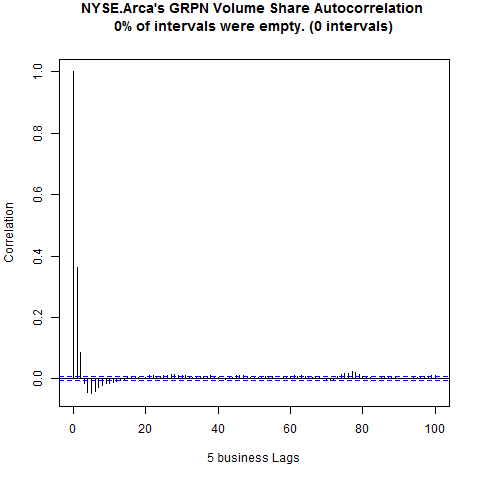 NYSE.Arca's GRPN Volume Share Autocorrelation
0% of intervals were empty. (0 intervals)
1.0
0.8
0.6
0.4
0.2
0.0
Correlation
0 20 40 60 80 100
5 business Lags